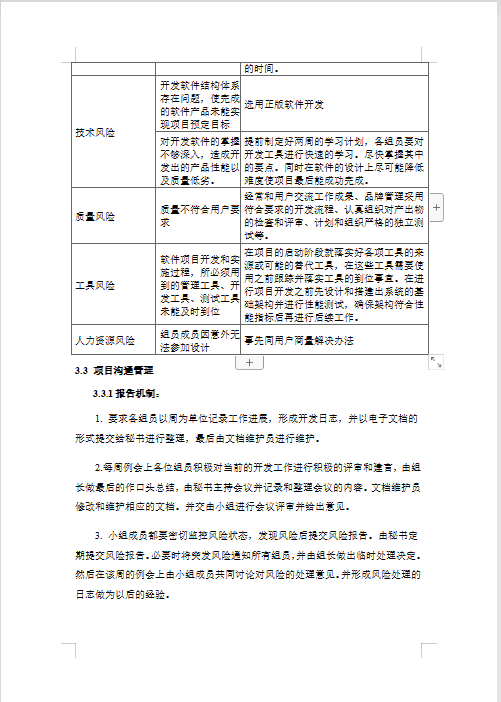 的时间。
技术风险
开发软件结构体系
存在问题，使完成
的软件产品未能实
现项目预定目标
选用正版软件开发
对开发软件的掌握
不够深入，造成开
发出的产品性能以
及质量低劣。
提前制定好两周的学习计划，各组员要对
开发工具进行快速的学习。尽快掌握其中
的要点。同时在软件的设计上尽可能降低
难度使项目最后能成功完成。
质量风险
质量不符合用户要
求
经常和用户交流工作成果、品牌管理采用
符合要求的开发流程、认真组织对产出物
的检查和评审、计划和组织严格的独立测
试等。
工具风险
软件项目开发和实
施过程，所必须用
到的管理工具、开
发工具、测试工具
未能及时到位
在项目的启动阶段就落实好各项工具的来
源或可能的替代工具，在这些工具需要使
用之前跟踪并落实工具的到位事宜。在进
行项目开发之前先设计和搭建出系统的基
础架构并进行性能测试，确保架构符合性
能指标后再进行后续工作。
人力资源风险
组员成员因意外无
法参加设计
事先同用户商量解决办法
3.3 项目沟通管理
3.3.1 报告机制：
1. 要求各组员以周为单位记录工作进展，形成开发日志，并以电子文档的
形式提交给秘书进行整理，最后由文档维护员进行维护。
2.每周例会上各位组员积极对当前的开发工作进行积极的评审和建言，由组
长做最后的作口头总结，由秘书主持会议并记录和整理会议的内容。文档维护员
修改和维护相应的文档。并交由小组进行会议评审并给出意见。
3. 小组成员都要密切监控风险状态，发现风险后提交风险报告。由秘书定
期提交风险报告。必要时将突发风险通知所有组员，并由组长做出临时处理决定。
然后在该周的例会上由小组成员共同讨论对风险的处理意见。并形成风险处理的
日志做为以后的经验。